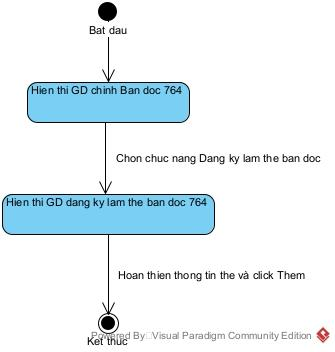 Bat dau
Hien thi GD chinh Ban doc 764
Chon chuc nang Dang ky lam the ban doc
Hien thi GD dang ky lam the ban doc 764
Hoan thien thong tin the và click Them
Powered By Visual Paradigm Community Edition
Ket thuc